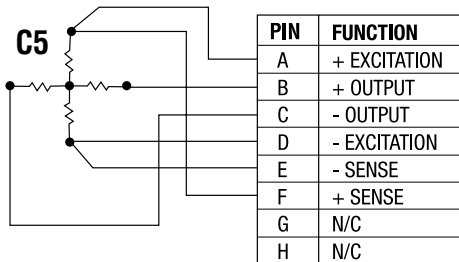 C5
PIN FUNCTION
A + EXCITATION
B + OUTPUT
C - OUTPUT
D - EXCITATION
E - SENSE
F + SENSE
G N/C
H N/C